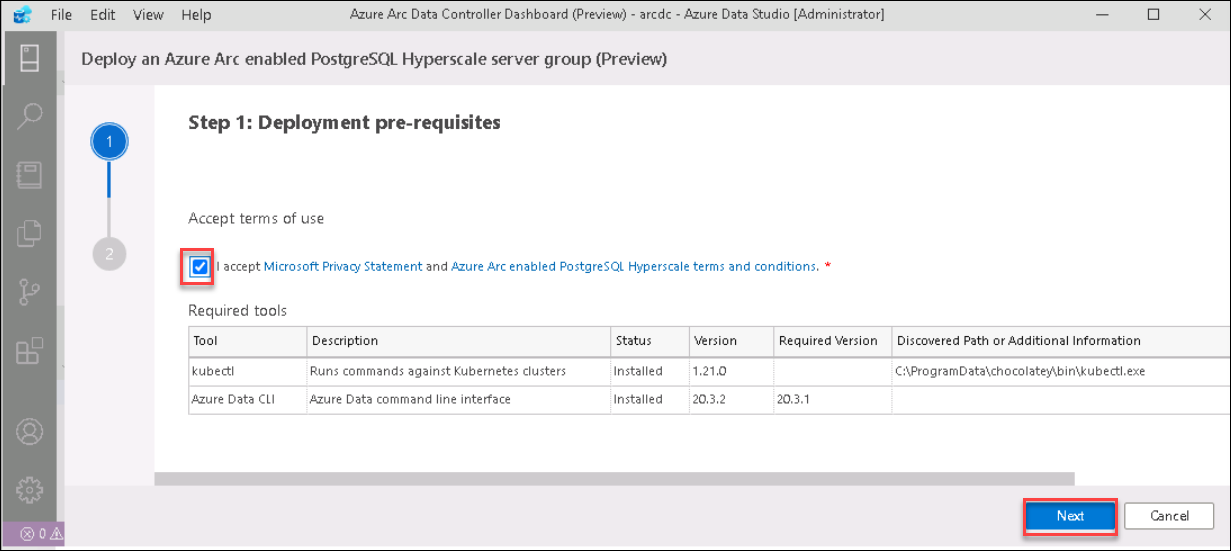 File Edit View Help Azure Arc Data Controller Dashboard (Preview) - arcdc - Azure Data Studio [Administrator]
Deploy an Azure Arc enabled PostgreSQL Hyperscale server group (Preview)
1
2
Step 1: Deployment pre-requisites
Accept terms of use
I accept Microsoft Privacy Statement and Azure Arc enabled PostgreSQL Hyperscale terms and conditions. *
Required tools
Tool Description Status Version Required Version Discovered Path or Additional Information
kubectl Runs commands against Kubernetes clusters Installed 1.21.0 C:\ProgramData\chocolatey\bin\kubectl.exe
Azure Data CLI Azure Data command line interface Installed 20.3.2 20.3.1
Next Cancel
0